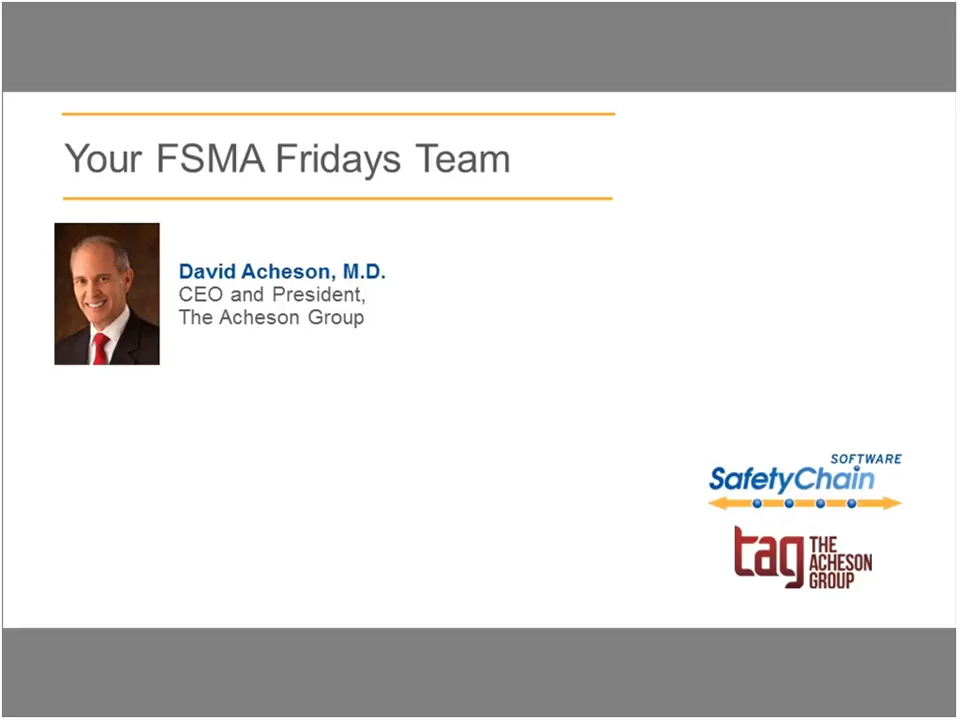 Your FSMA Fridays Team
David Acheson, M.D.
CEO and President,
The Acheson Group
SOFTWARE
SafetyChain
tag THE
ACHESON
GROUP